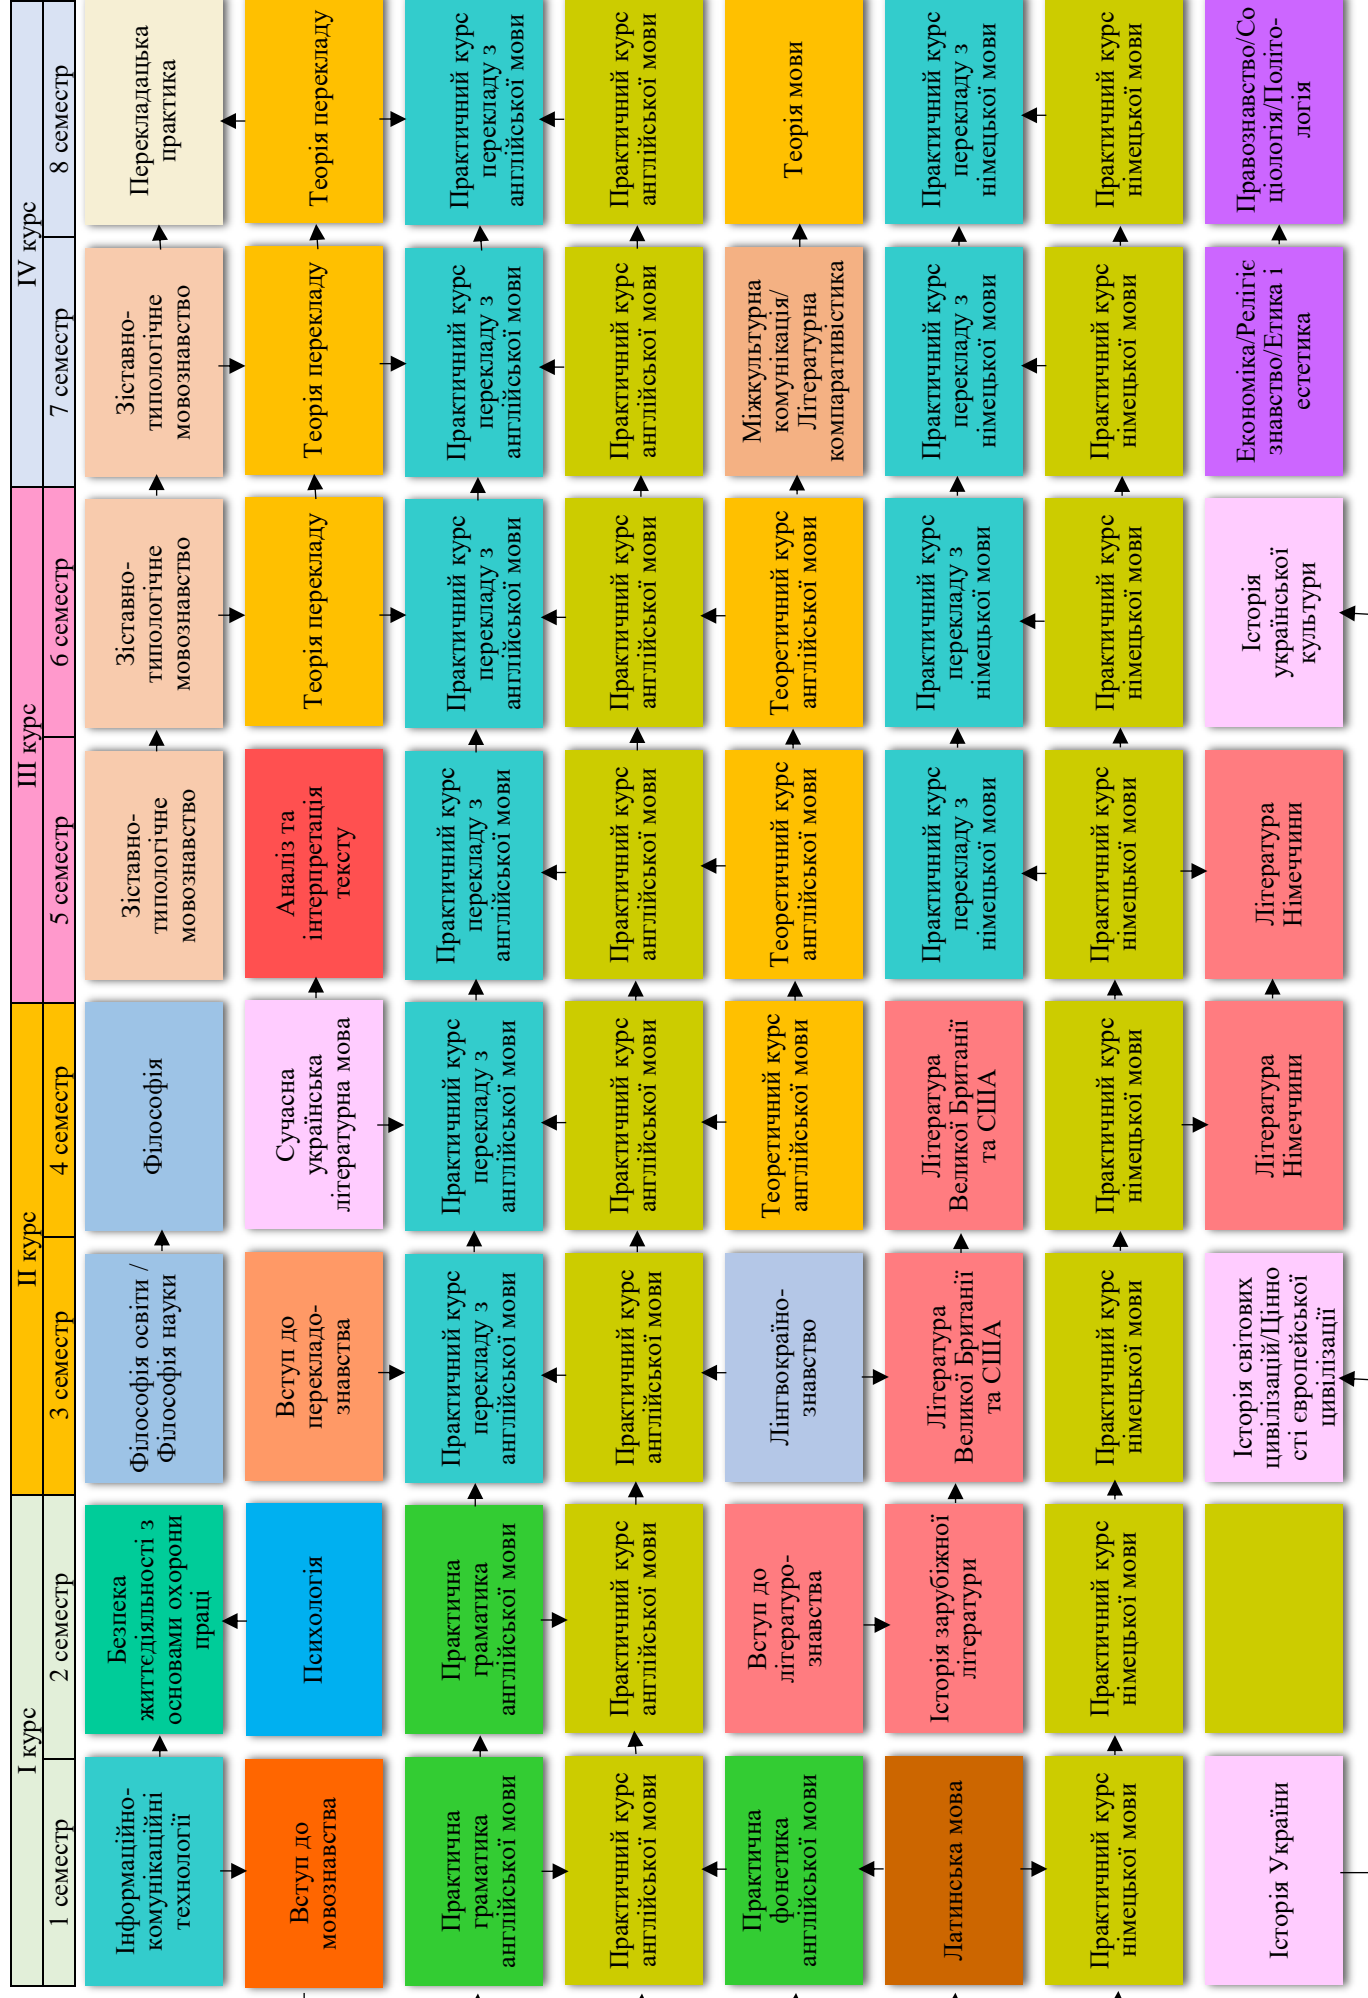 I курс
II курс
III курс
IV курс
1 семестр
2 семестр
3 семестр
4 семестр
5 семестр
6 семестр
7 семестр
8 семестр
Інформаційно-
комунікаційні
технології
Безпека
життєдіяльності з
основами охорони
праці
Філософія освіти /
Філософія науки
Філософія
Зіставно-
типологічне
мовознавство
Зіставно-
типологічне
мовознавство
Зіставно-
типологічне
мовознавство
Перекладацька
практика
Вступ до
мовознавства
Психологія
Вступ до
перекладо-
знавства
Сучасна
українська
літературна мова
Аналіз та
інтерпретація
тексту
Теорія перекладу
Теорія перекладу
Теорія перекладу
Практична
граматика
англійської мови
Практична
граматика
англійської мови
Практичний курс
перекладу з
англійської мови
Практичний курс
перекладу з
англійської мови
Практичний курс
перекладу з
англійської мови
Практичний курс
перекладу з
англійської мови
Практичний курс
перекладу з
англійської мови
Практичний курс
перекладу з
англійської мови
Практичний курс
англійської мови
Практичний курс
англійської мови
Практичний курс
англійської мови
Практичний курс
англійської мови
Практичний курс
англійської мови
Практичний курс
англійської мови
Практичний курс
англійської мови
Практичний курс
англійської мови
Практична
фонетика
англійської мови
Вступ до
літературо-
знавства
Лінгвокраїно-
знавство
Теоретичний курс
англійської мови
Теоретичний курс
англійської мови
Теоретичний курс
англійської мови
Міжкультурна
комунікація/
Літературна
компаративістика
Теорія мови
Латинська мова
Історія зарубіжної
літератури
Література
Великої Британії
та США
Література
Великої Британії
та США
Практичний курс
перекладу з
німецької мови
Практичний курс
перекладу з
німецької мови
Практичний курс
перекладу з
німецької мови
Практичний курс
перекладу з
німецької мови
Практичний курс
німецької мови
Практичний курс
німецької мови
Практичний курс
німецької мови
Практичний курс
німецької мови
Практичний курс
німецької мови
Практичний курс
німецької мови
Практичний курс
німецької мови
Практичний курс
німецької мови
Історія України
Історія світових
цивілізацій/Цінно
сті європейської
цивілізації
Література
Німеччини
Література
Німеччини
Історія
української
культури
Економіка/Релігіє
знавство/Етика і
естетика
Правознавство/Со
ціологія/Політо-
логія